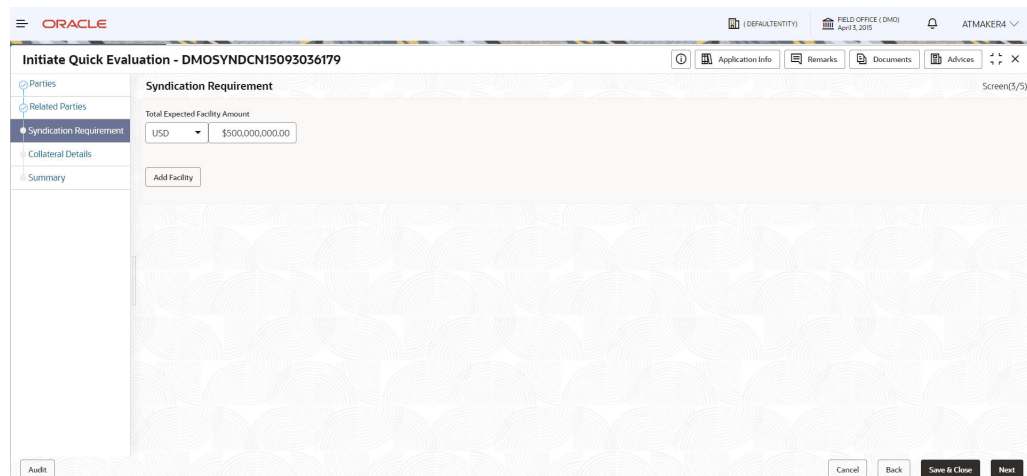 ORACLE
( DEFAULTENTITY)
FIELD OFFICE ( DMO)
April 3, 2015
ATMAKER4
Initiate Quick Evaluation - DMOSYNDCN15093036179
Application Info
Remarks
Documents
Advices
Parties
Related Parties
Syndication Requirement
Collateral Details
Summary
Syndication Requirement
Screen(3/5)
Total Expected Facility Amount
USD
$500,000,000.00
Add Facility
Audit
Cancel
Back
Save & Close
Next